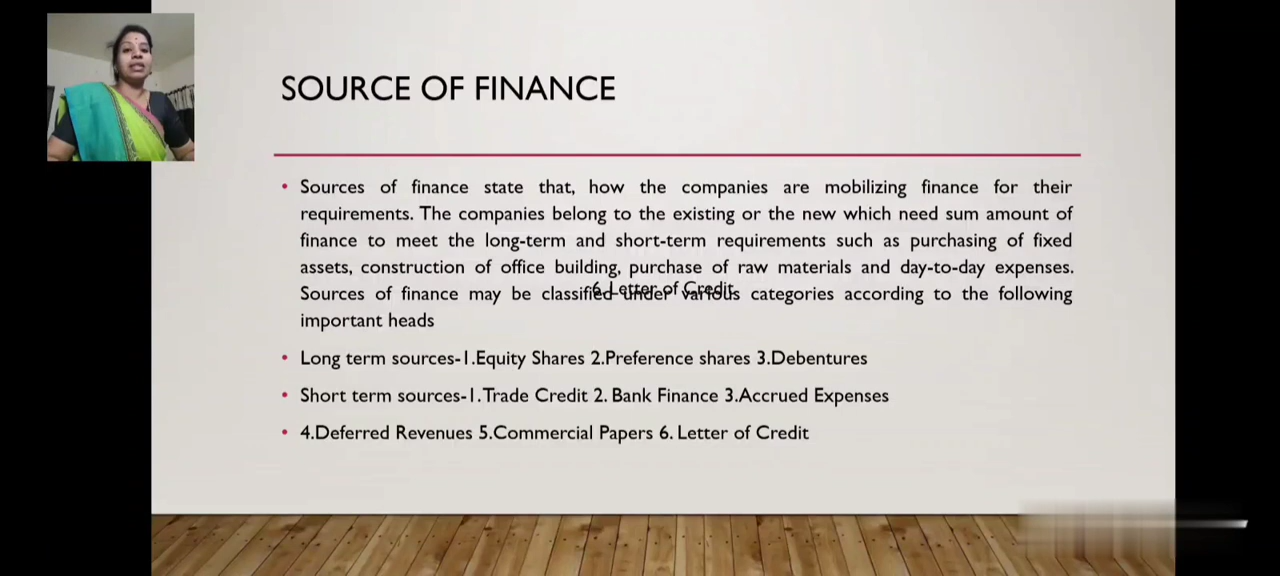 SOURCE OF FINANCE
• Sources of finance state that, how the companies are mobilizing finance for their
requirements. The companies belong to the existing or the new which need sum amount of
finance to meet the long-term and short-term requirements such as purchasing of fixed
assets, construction of office building, purchase of raw materials and day-to-day expenses.
6. Letter of Credit
Sources of finance may be classified under various categories according to the following
important heads
• Long term sources-1.Equity Shares 2.Preference shares 3.Debentures
• Short term sources-1.Trade Credit 2. Bank Finance 3.Accrued Expenses
• 4.Deferred Revenues 5.Commercial Papers 6. Letter of Credit